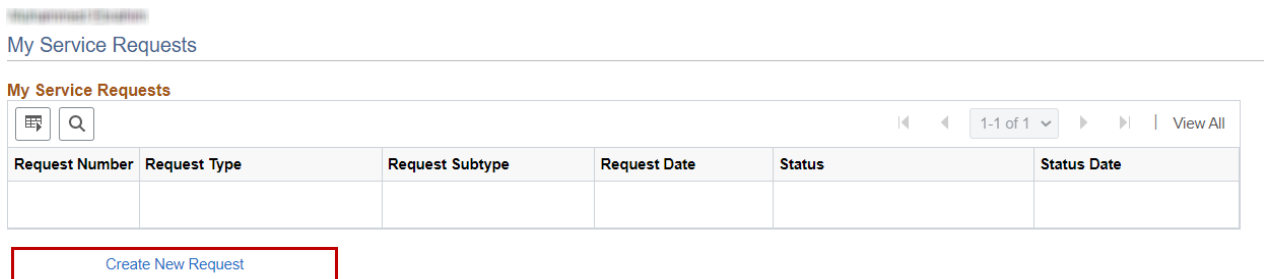 My Service Requests
My Service Requests
1-1 of 1 | View All
Request Number Request Type Request Subtype Request Date Status Status Date
Create New Request